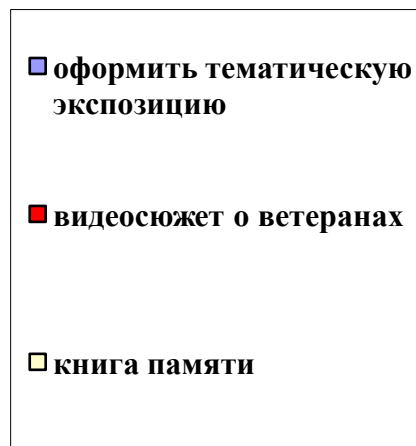 оформить тематическую
экспозицию
видеосюжет о ветеранах
книга памяти